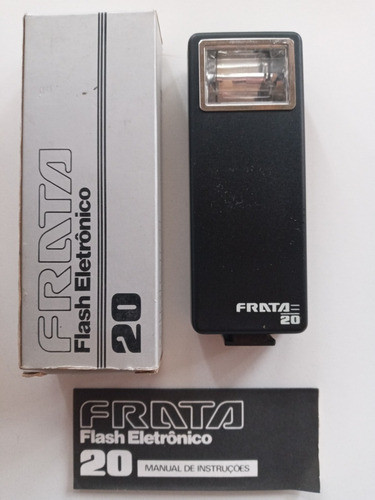 FRATA
Flash Eletrônico
20
FRATA
20
FRATA
Flash Eletrônico
20 MANUAL DE INSTRUÇÕES